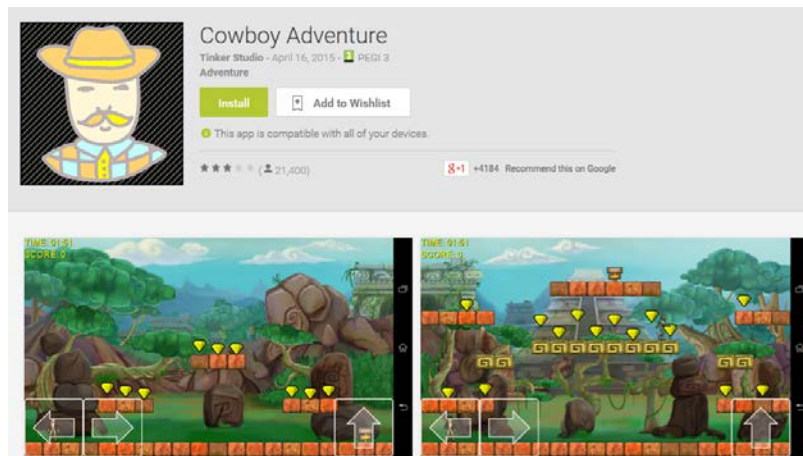 Cowboy Adventure
Tinker Studio - April 16, 2015 - 3 PEGI 3
Adventure
Install
Add to Wishlist
This app is compatible with all of your devices.
(21,400)
g+1 +4184 Recommend this on Google
TIME: 01:51
SCORE: 0
TIME: 01:51
SCORE: 0